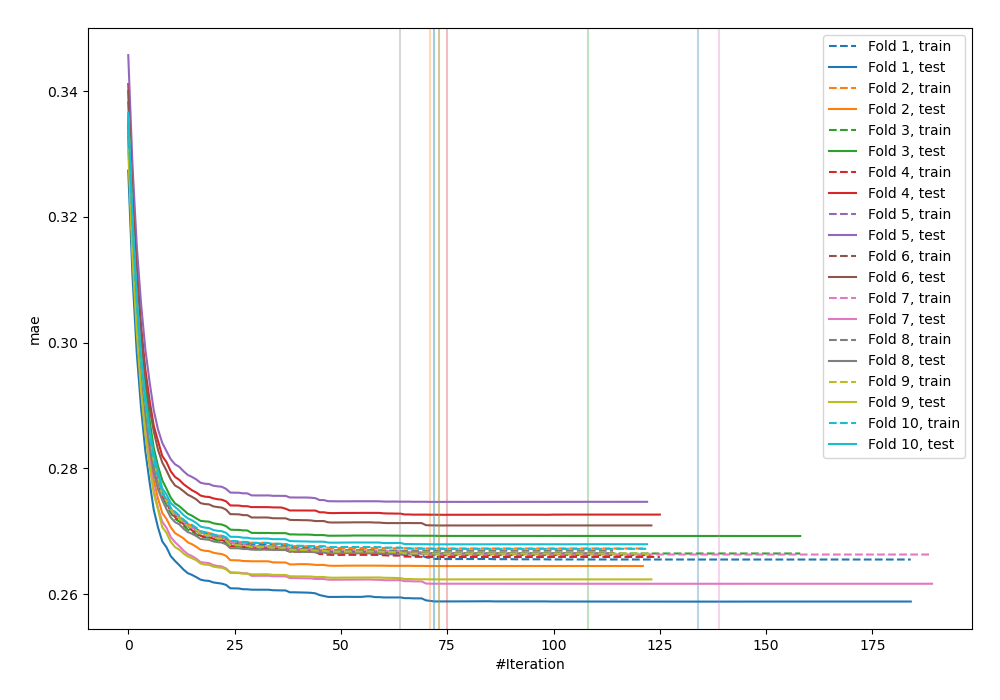 0.34
0.32
0.30
0.28
0.26
mae
0
25
50
75
100
125
150
175
#Iteration
Fold 1, train
Fold 1, test
Fold 2, train
Fold 2, test
Fold 3, train
Fold 3, test
Fold 4, train
Fold 4, test
Fold 5, train
Fold 5, test
Fold 6, train
Fold 6, test
Fold 7, train
Fold 7, test
Fold 8, train
Fold 8, test
Fold 9, train
Fold 9, test
Fold 10, train
Fold 10, test